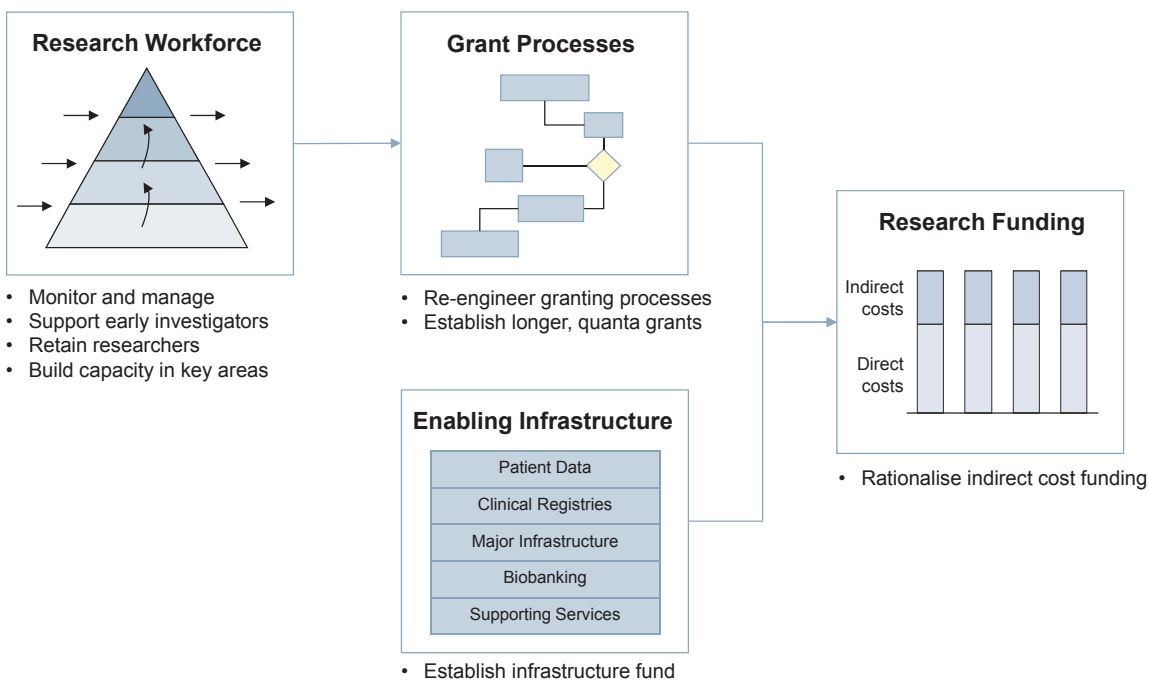 Research Workforce
• Monitor and manage
• Support early investigators
• Retain researchers
• Build capacity in key areas
Grant Processes
• Re-engineer granting processes
• Establish longer, quanta grants
Enabling Infrastructure
Patient Data
Clinical Registries
Major Infrastructure
Biobanking
Supporting Services
• Establish infrastructure fund
Research Funding
Indirect
costs
Direct
costs
• Rationalise indirect cost funding